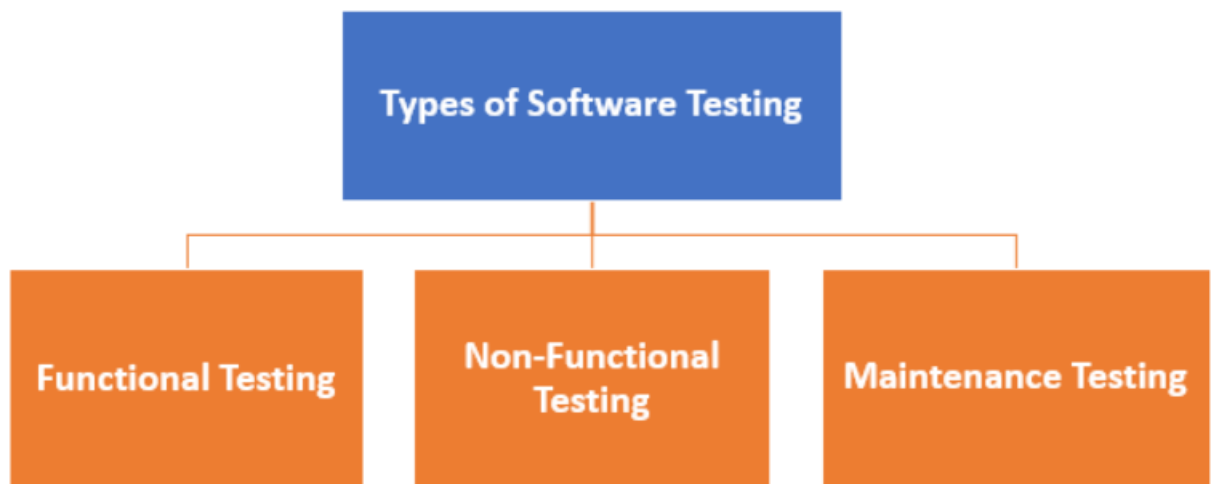 Types of Software Testing
Functional Testing
Non-Functional
Testing
Maintenance Testing